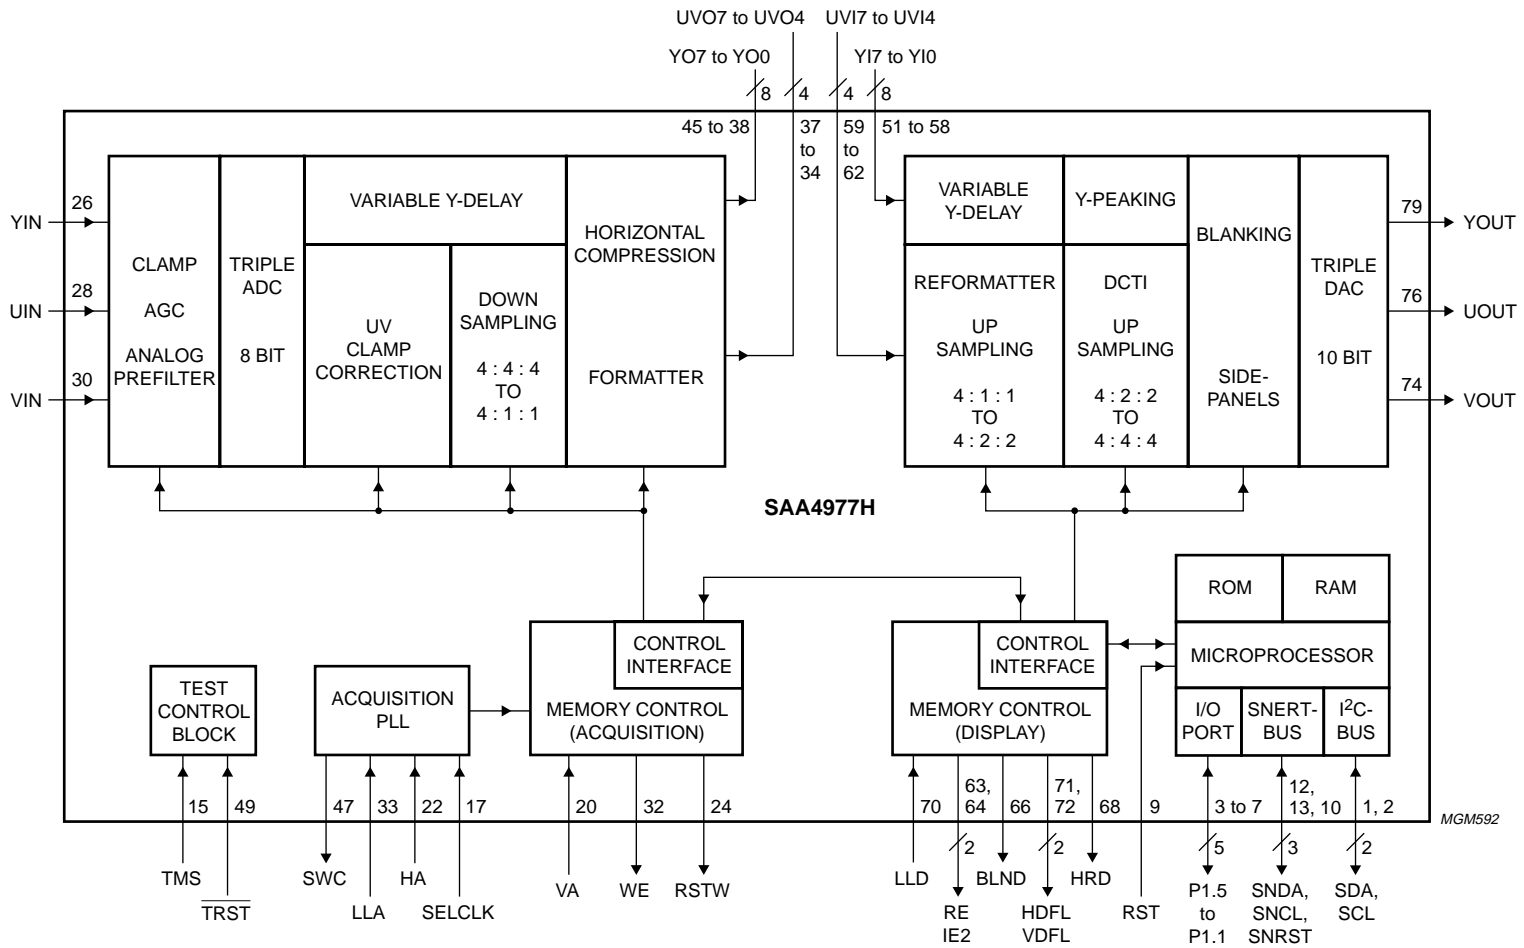 UVO7 to UVO4 UVI7 to UVI4
YO7 to YO0 YI7 to YI0
8 4 4 8
45 to 38
37
to
34
59
to
62
51 to 58
YIN
26
UIN
28
VIN
30
CLAMP
AGC
ANALOG
PREFILTER
TRIPLE
ADC
8 BIT
VARIABLE Y-DELAY
UV
CLAMP
CORRECTION
DOWN
SAMPLING
4 : 4 : 4
TO
4 : 1 : 1
HORIZONTAL
COMPRESSION
FORMATTER
VARIABLE
Y-DELAY
Y-PEAKING
REFORMATTER
UP
SAMPLING
4 : 1 : 1
TO
4 : 2 : 2
DCTI
UP
SAMPLING
4 : 2 : 2
TO
4 : 4 : 4
BLANKING
SIDE-
PANELS
TRIPLE
DAC
10 BIT
79
YOUT
76
UOUT
74
VOUT
SAA4977H
TEST
CONTROL
BLOCK
ACQUISITION
PLL
CONTROL
INTERFACE
MEMORY CONTROL
(ACQUISITION)
CONTROL
INTERFACE
MEMORY CONTROL
(DISPLAY)
ROM
RAM
MICROPROCESSOR
I/O
PORT
SNERT-
BUS
I²C-
BUS
15
49
47
33
22
17
20
32
24
70
63,
64
66
71,
72
68
9
3 to 7
12,
13, 10
1, 2
MGM592
2
2
5
3
2
TMS
TRST
SWC
LLA
HA
SELCLK
VA
WE
RSTW
LLD
RE
IE2
BLND
HDFL
VDFL
HRD
RST
P1.5
to
P1.1
SNDA,
SNCL,
SNRST
SDA,
SCL